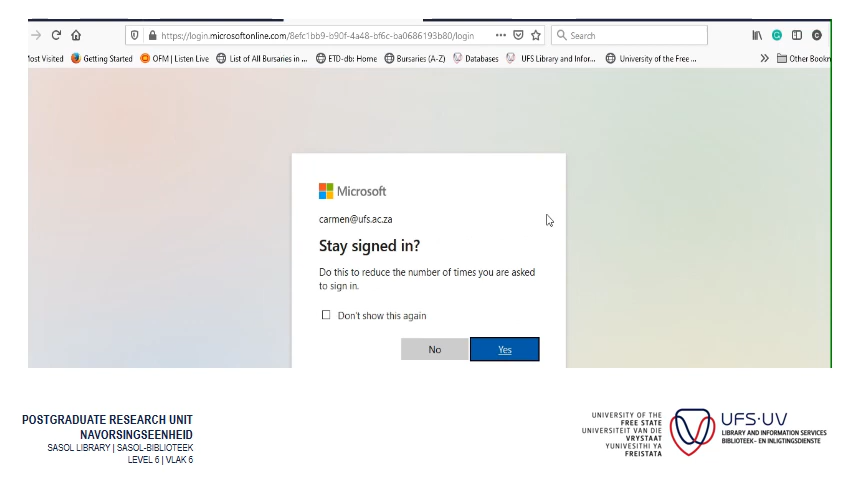 https://login.microsoftonline.com/8efc1bb9-b90f-4a48-bf6c-ba0686193b80/login
Search
Most Visited Getting Started OFM | Listen Live List of All Bursaries in ... ETD-db: Home Bursaries (A-Z) Databases UFS Library and Infor... University of the Free ... Other Bookm
Microsoft
carmen@ufs.ac.za
Stay signed in?
Do this to reduce the number of times you are asked
to sign in.
Don't show this again
No Yes
POSTGRADUATE RESEARCH UNIT
NAVORSINGSEENHEID
SASOL LIBRARY | SASOL-BIBLIOTEEK
LEVEL 6 | VLAK 6
UNIVERSITY OF THE
FREE STATE
UNIVERSITEIT VAN DIE
VRYSTAAT
YUNIVESITHI YA
FREISTATA
UFS·UV
LIBRARY AND INFORMATION SERVICES
BIBLIOTEEK- EN INLIGTINGSDIENSTE